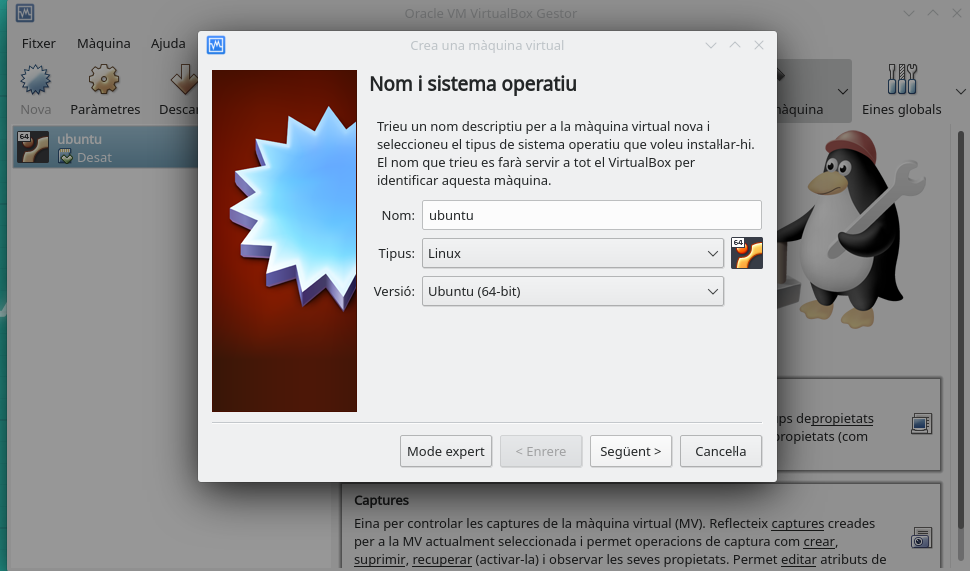 Oracle VM VirtualBox Gestor
Fitxer Màquina Ajuda
Nova Paràmetres Descar
màquina Eines globals
64
ubuntu
Desat
Crea una màquina virtual
Nom i sistema operatiu
Trieu un nom descriptiu per a la màquina virtual nova i
seleccioneu el tipus de sistema operatiu que voleu instal·lar-hi.
El nom que trieu es farà servir a tot el VirtualBox per
identificar aquesta màquina.
Nom: ubuntu
Tipus: Linux
64
Versió: Ubuntu (64-bit)
Mode expert < Enrere Següent > Cancel·la
ps depropietats
propietats (com
Captures
Eina per controlar les captures de la màquina virtual (MV). Reflecteix captures creades
per a la MV actualment seleccionada i permet operacions de captura com crear,
suprimir, recuperar (activar-la) i observar les seves propietats. Permet editar atributs de